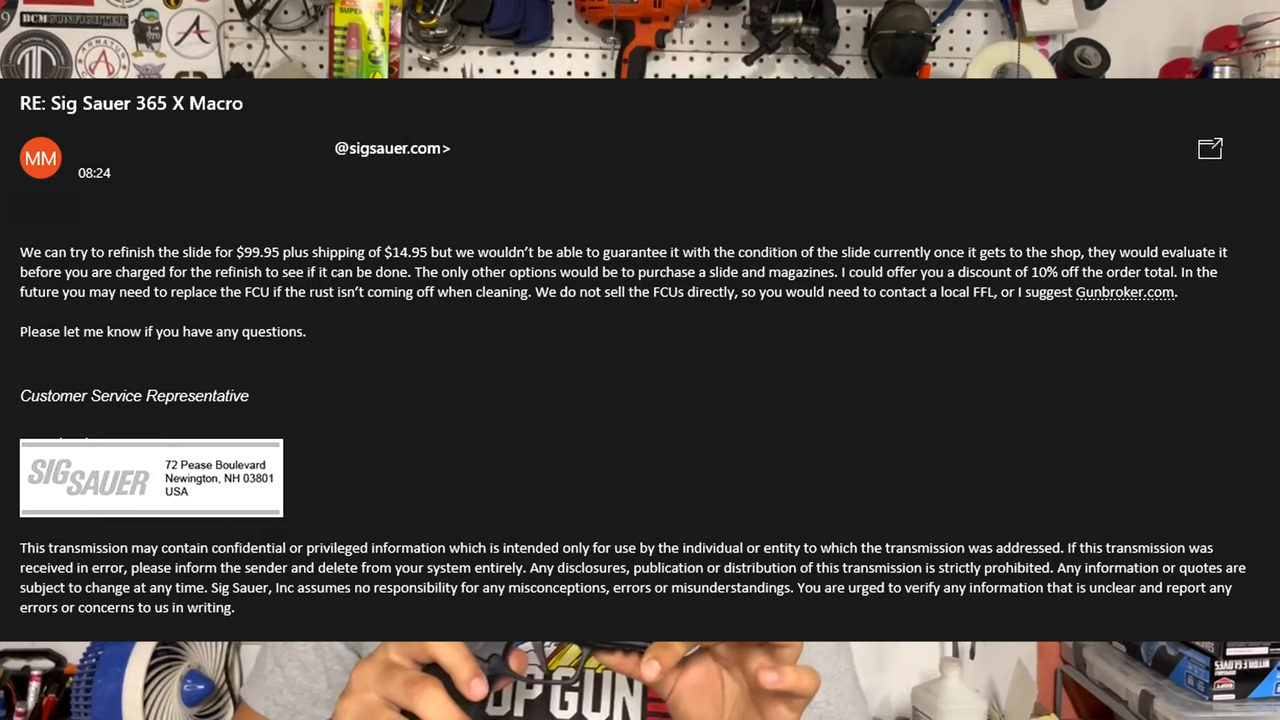 9
BCMGUNFIGHTER
RE: Sig Sauer 365 X Macro
@sigsauer.com>
MM
08:24
We can try to refinish the slide for $99.95 plus shipping of $14.95 but we wouldn't be able to guarantee it with the condition of the slide currently once it gets to the shop, they would evaluate it
before you are charged for the refinish to see if it can be done. The only other options would be to purchase a slide and magazines. I could offer you a discount of 10% off the order total. In the
future you may need to replace the FCU if the rust isn't coming off when cleaning. We do not sell the FCUs directly, so you would need to contact a local FFL, or I suggest Gunbroker.com.
Please let me know if you have any questions.
Customer Service Representative
SIG SAUER
72 Pease Boulevard
Newington, NH 03801
USA
This transmission may contain confidential or privileged information which is intended only for use by the individual or entity to which the transmission was addressed. If this transmission was
received in error, please inform the sender and delete from your system entirely. Any disclosures, publication or distribution of this transmission is strictly prohibited. Any information or quotes are
subject to change at any time. Sig Sauer, Inc assumes no responsibility for any misconceptions, errors or misunderstandings. You are urged to verify any information that is unclear and report any
errors or concerns to us in writing.
OP GUN